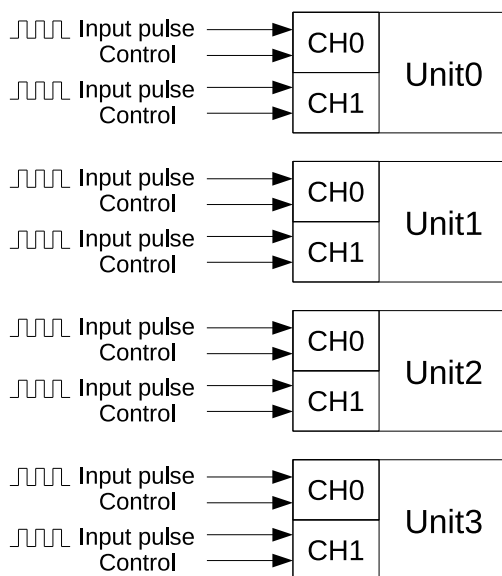 Input pulse
Control
CH0
Input pulse
Control
CH1
Unit0
Input pulse
Control
CH0
Input pulse
Control
CH1
Unit1
Input pulse
Control
CH0
Input pulse
Control
CH1
Unit2
Input pulse
Control
CH0
Input pulse
Control
CH1
Unit3